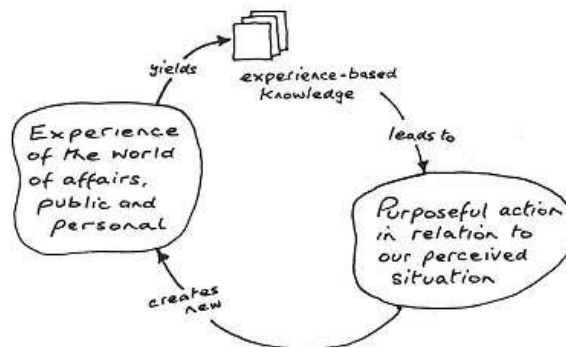 yields
experience-based
knowledge
leads to
Experience
of the world
of affairs,
public and
personal
Purposeful action
in relation to
our perceived
situation
creates
new